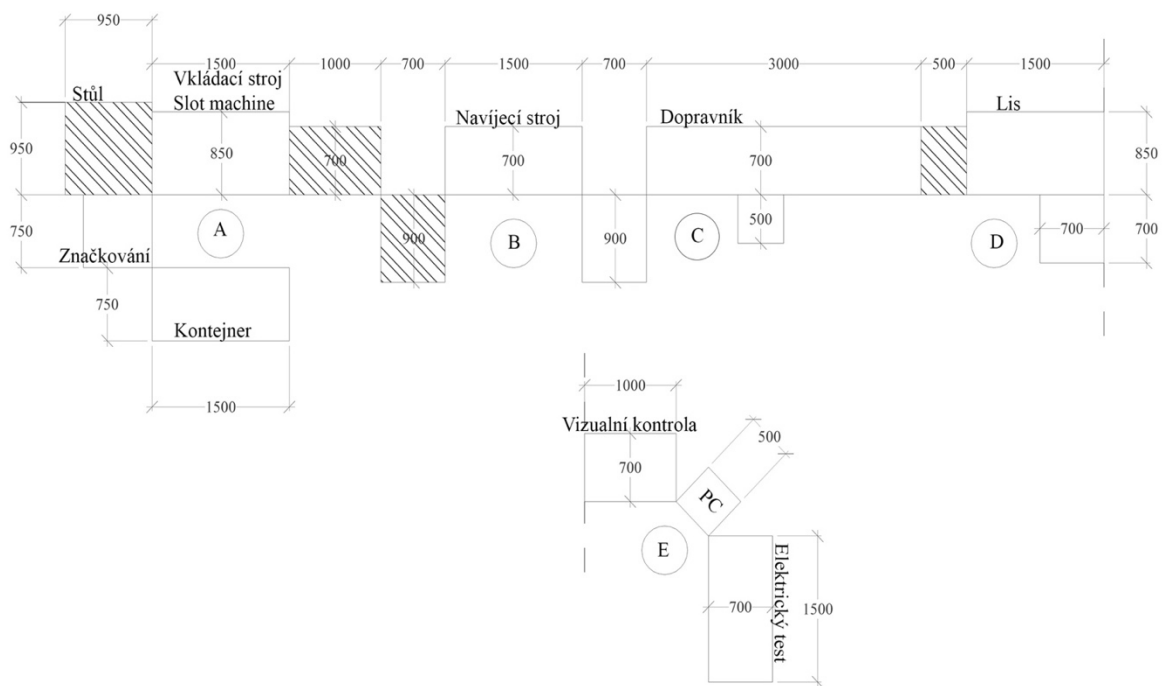 950
1500
1000
700
1500
700
3000
500
1500
Stůl
Vkládací stroj
Slot machine
Navíjecí stroj
Dopravník
Lis
950
850
700
700
700
850
750
A
900
B
900
C
500
D
700
700
Značkování
750
Kontejner
1500
1000
Vizualní kontrola
500
700
PC
E
700
Elektrický test
1500